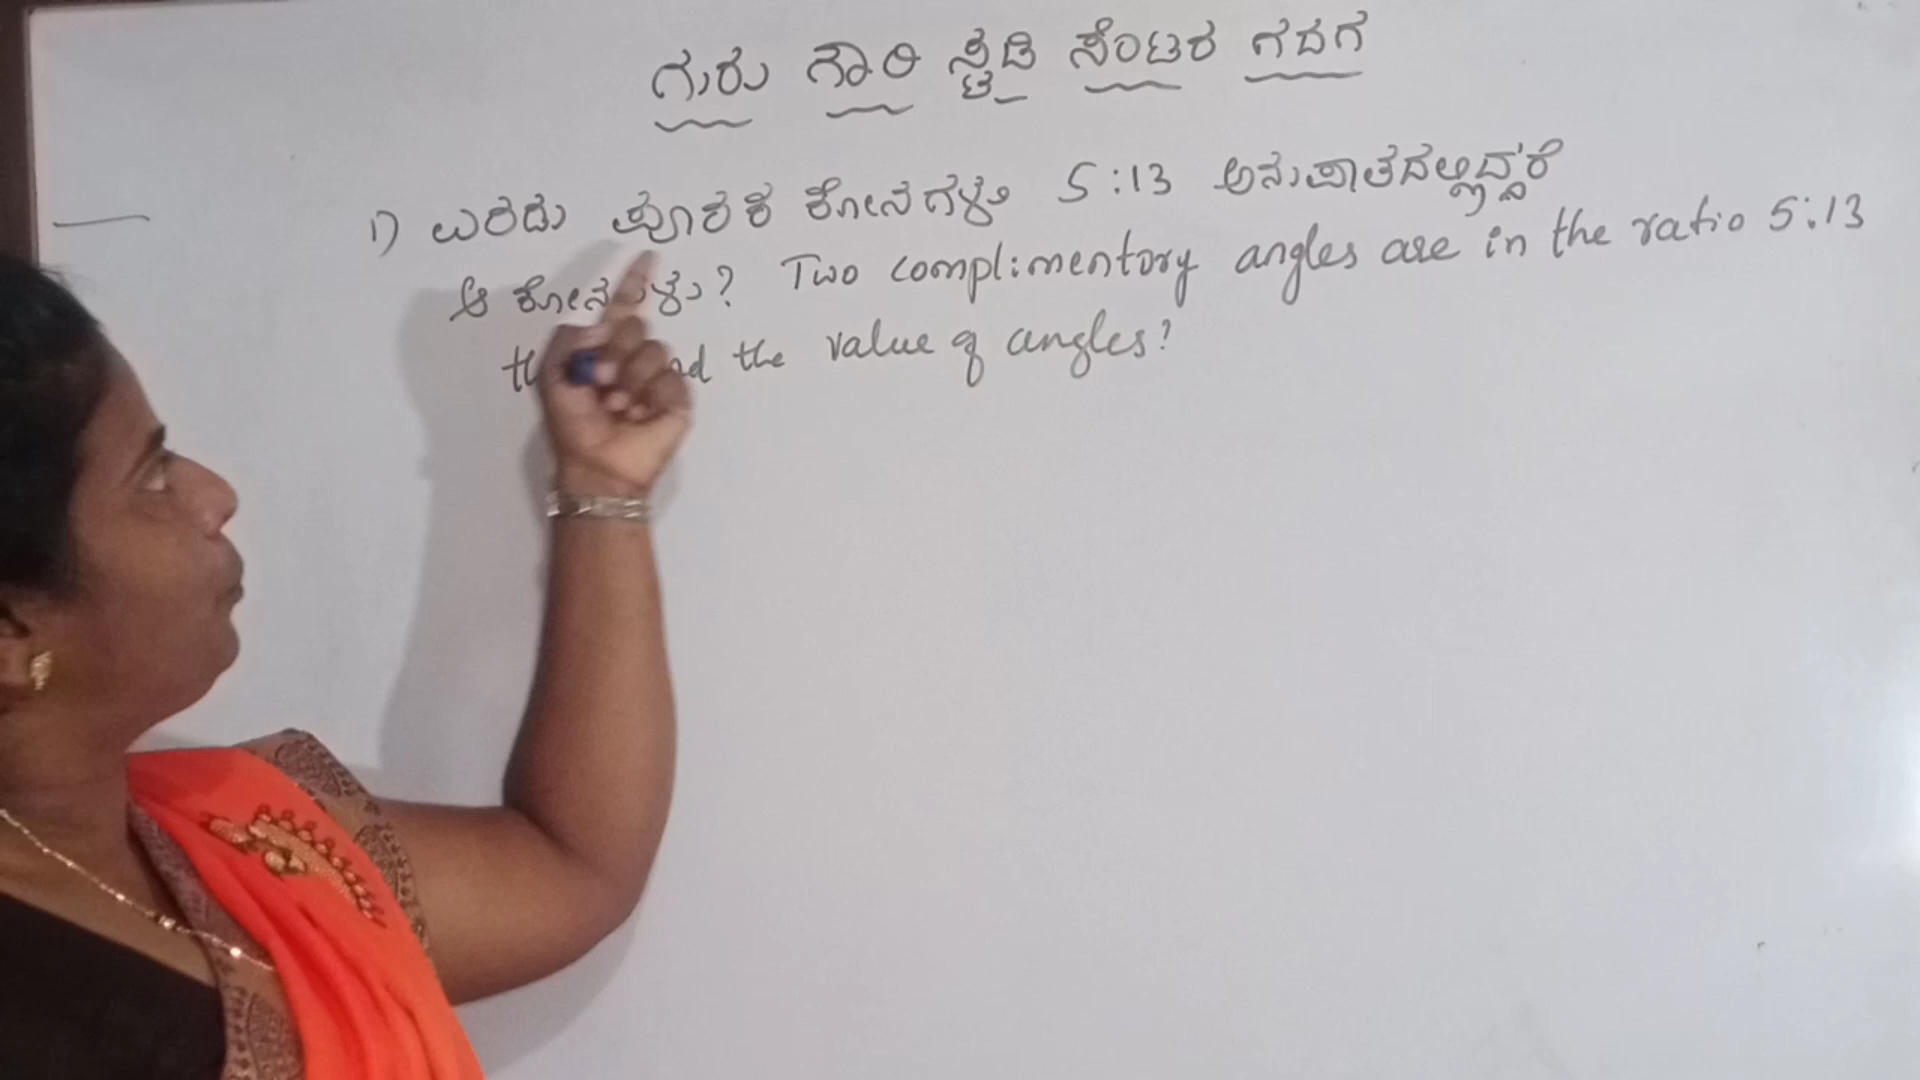 ಗುರು ಗೌರಿ ಸ್ಟಡಿ ಸೆಂಟರ ಗದಗ
1) ಎರಡು ಪೂರಕ ಕೋನಗಳು 5:13 ಅನುಪಾತದಲ್ಲಿದ್ದರೆ
ಆ ಕೋನ ಳು? Two complimentory angles are in the ratio 5:13
the value of angles?